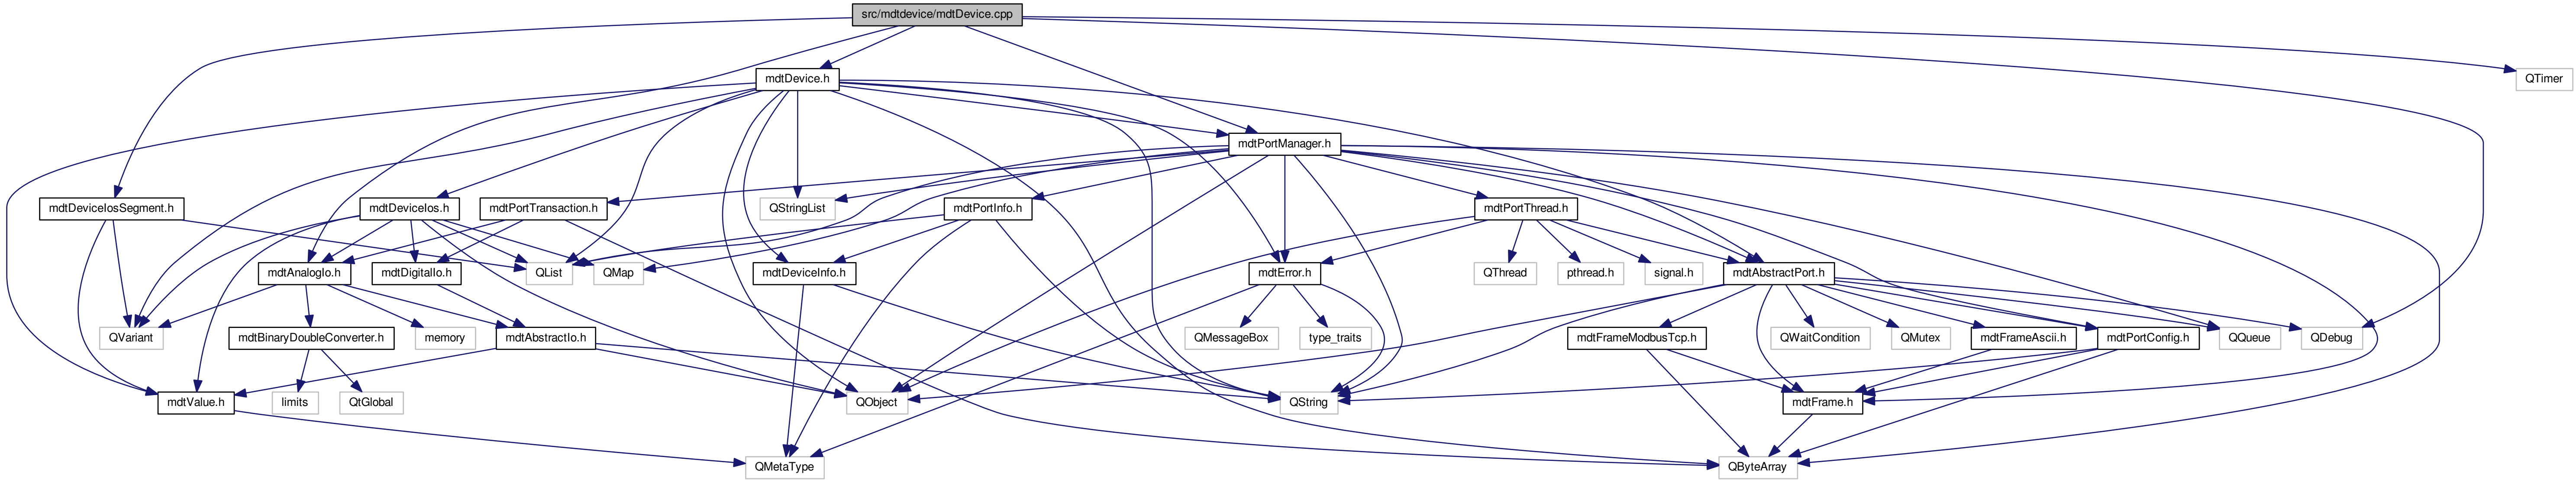 src/mdtdevice/mdtDevice.cpp
mdtDevice.h
QTimer
mdtPortManager.h
mdtDeviceIosSegment.h
mdtDeviceIos.h
mdtPortTransaction.h
QStringList
mdtPortInfo.h
mdtPortThread.h
mdtAnalogIo.h
mdtDigitalIo.h
QList
QMap
mdtDeviceInfo.h
mdtError.h
QThread
pthread.h
signal.h
mdtAbstractPort.h
QVariant
mdtBinaryDoubleConverter.h
memory
mdtAbstractIo.h
QMessageBox
type_traits
mdtFrameModbusTcp.h
QWaitCondition
QMutex
mdtFrameAscii.h
mdtPortConfig.h
QQueue
QDebug
mdtValue.h
limits
QtGlobal
QObject
QString
mdtFrame.h
QMetaType
QByteArray